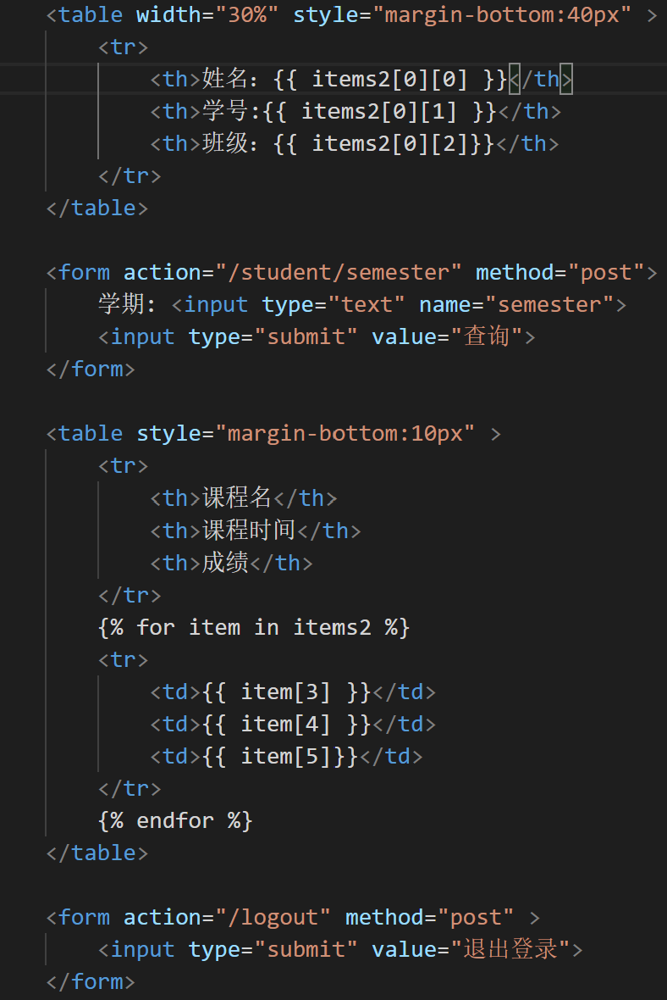 <table width="30%" style="margin-bottom:40px" >
<tr>
<th>姓名：{{ items2[0][0] }}</th>
<th>学号:{{ items2[0][1] }}</th>
<th>班级：{{ items2[0][2]}}</th>
</tr>
</table>
<form action="/student/semester" method="post">
学期：<input type="text" name="semester">
<input type="submit" value="查询">
</form>
<table style="margin-bottom:10px" >
<tr>
<th>课程名</th>
<th>课程时间</th>
<th>成绩</th>
</tr>
{% for item in items2 %}
<tr>
<td>{{ item[3] }}</td>
<td>{{ item[4] }}</td>
<td>{{ item[5]}}</td>
</tr>
{% endfor %}
</table>
<form action="/logout" method="post" >
<input type="submit" value="退出登录">
</form>